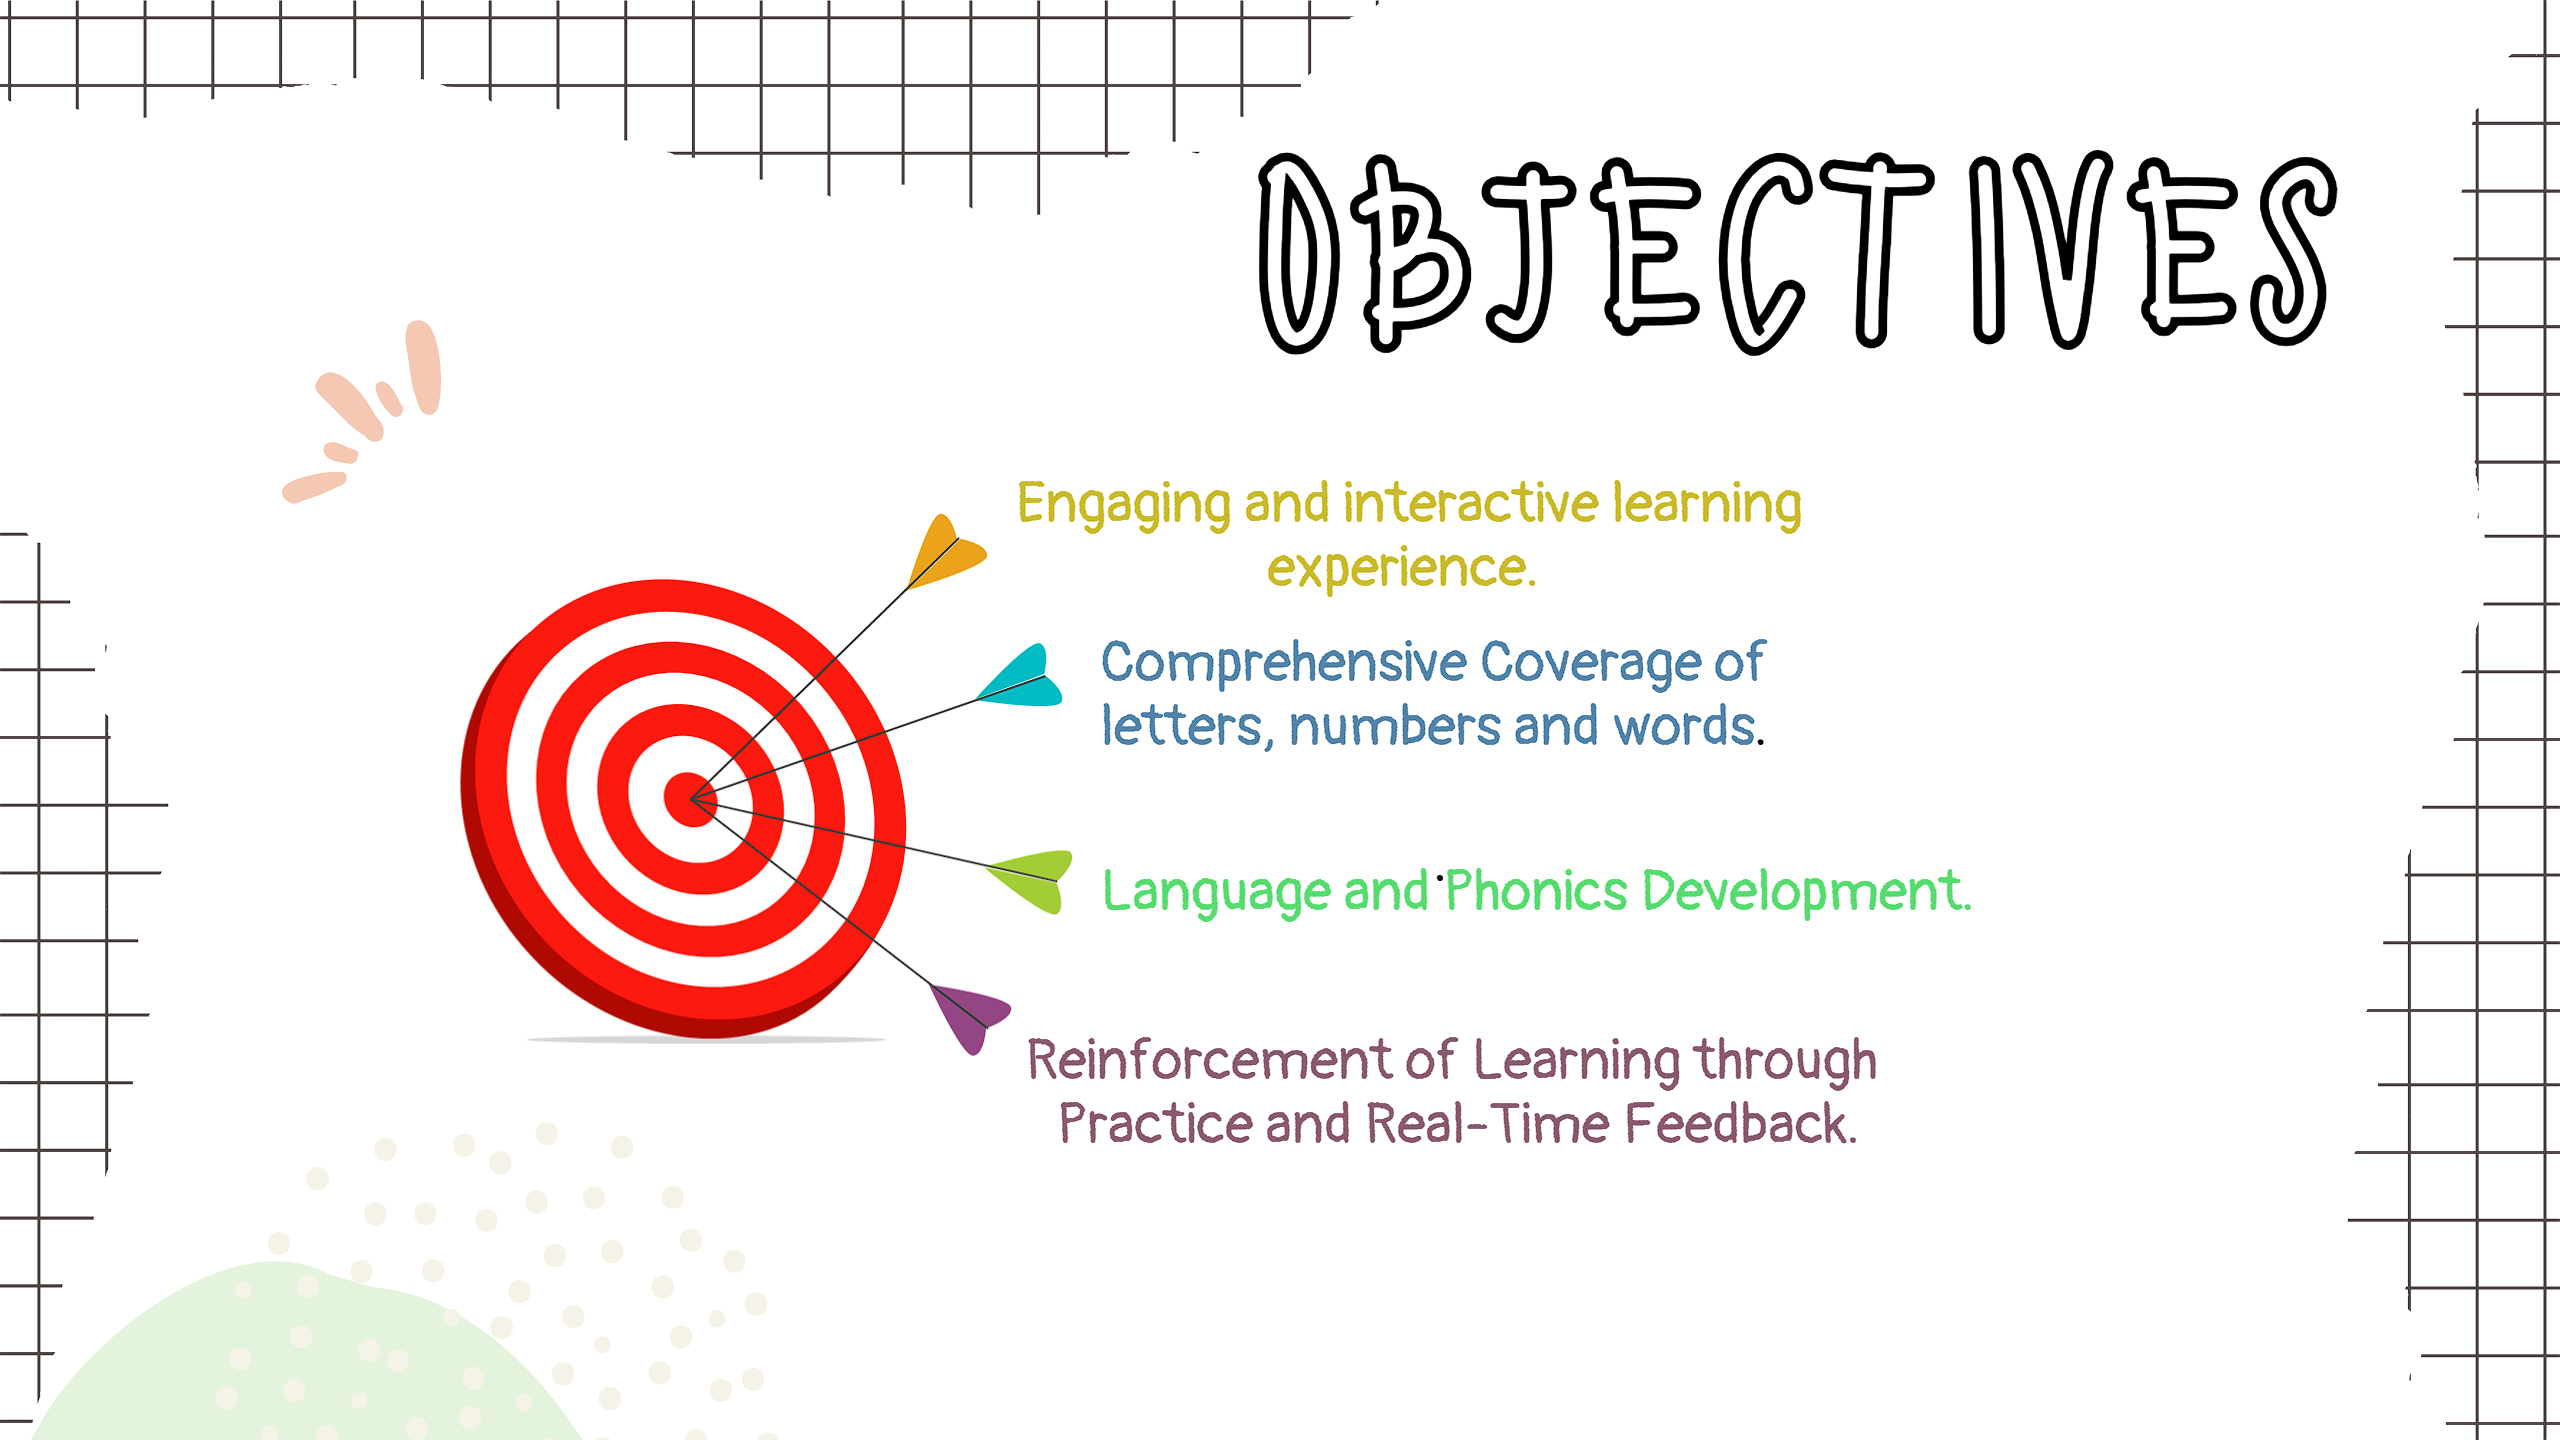 OBJECTIVES
Engaging and interactive learning
experience.
Comprehensive Coverage of
letters, numbers and words.
Language and Phonics Development.
Reinforcement of Learning through
Practice and Real-Time Feedback.